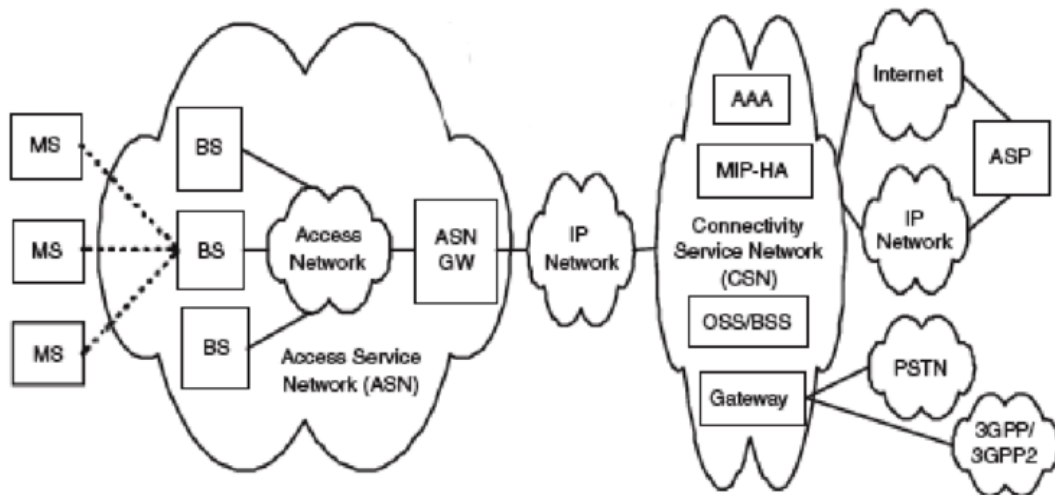 MS
MS
MS
BS
BS
BS
Access
Network
ASN
GW
Access Service
Network (ASN)
IP
Network
AAA
MIP-HA
Connectivity
Service Network
(CSN)
OSS/BSS
Gateway
Internet
IP
Network
ASP
PSTN
3GPP/
3GPP2